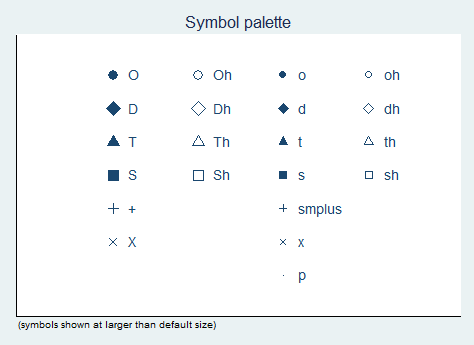 Symbol palette
O Oh o oh
D Dh d dh
T Th t th
S Sh s sh
+ smplus
X x
p
(symbols shown at larger than default size)